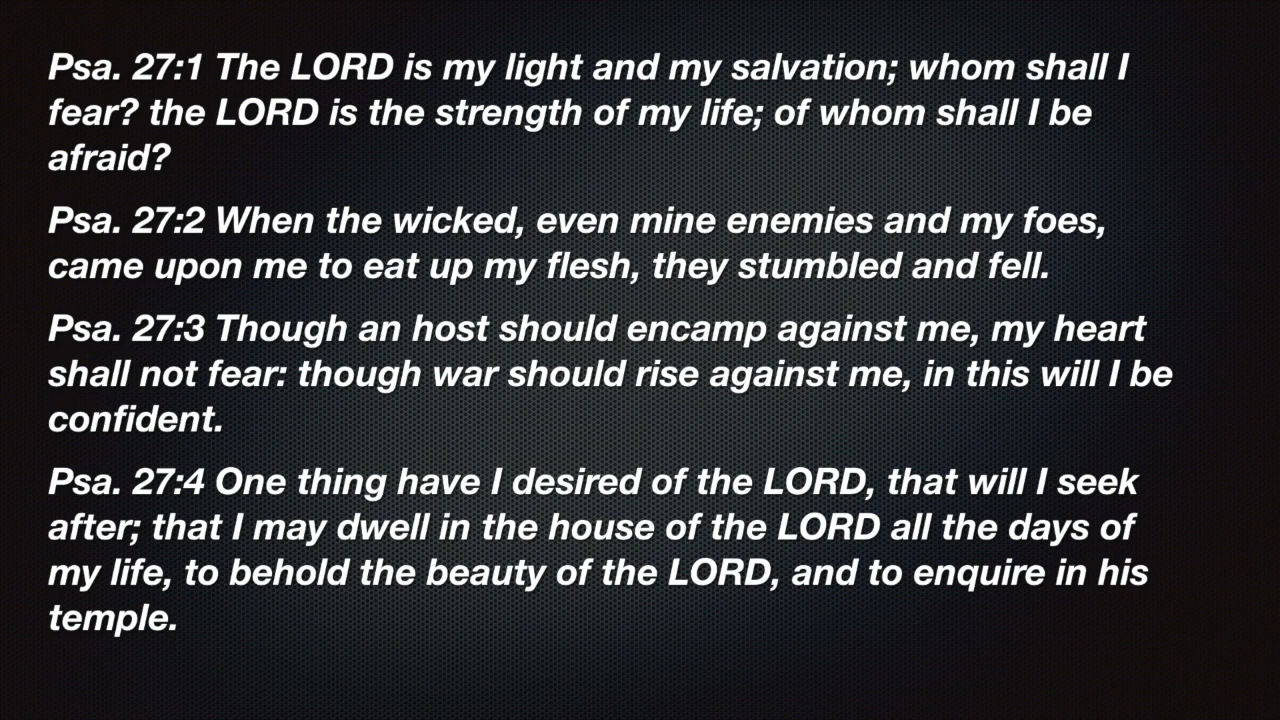 Psa. 27:1 The LORD is my light and my salvation; whom shall I
fear? the LORD is the strength of my life; of whom shall I be
afraid?
Psa. 27:2 When the wicked, even mine enemies and my foes,
came upon me to eat up my flesh, they stumbled and fell.
Psa. 27:3 Though an host should encamp against me, my heart
shall not fear: though war should rise against me, in this will I be
confident.
Psa. 27:4 One thing have I desired of the LORD, that will I seek
after; that I may dwell in the house of the LORD all the days of
my life, to behold the beauty of the LORD, and to enquire in his
temple.